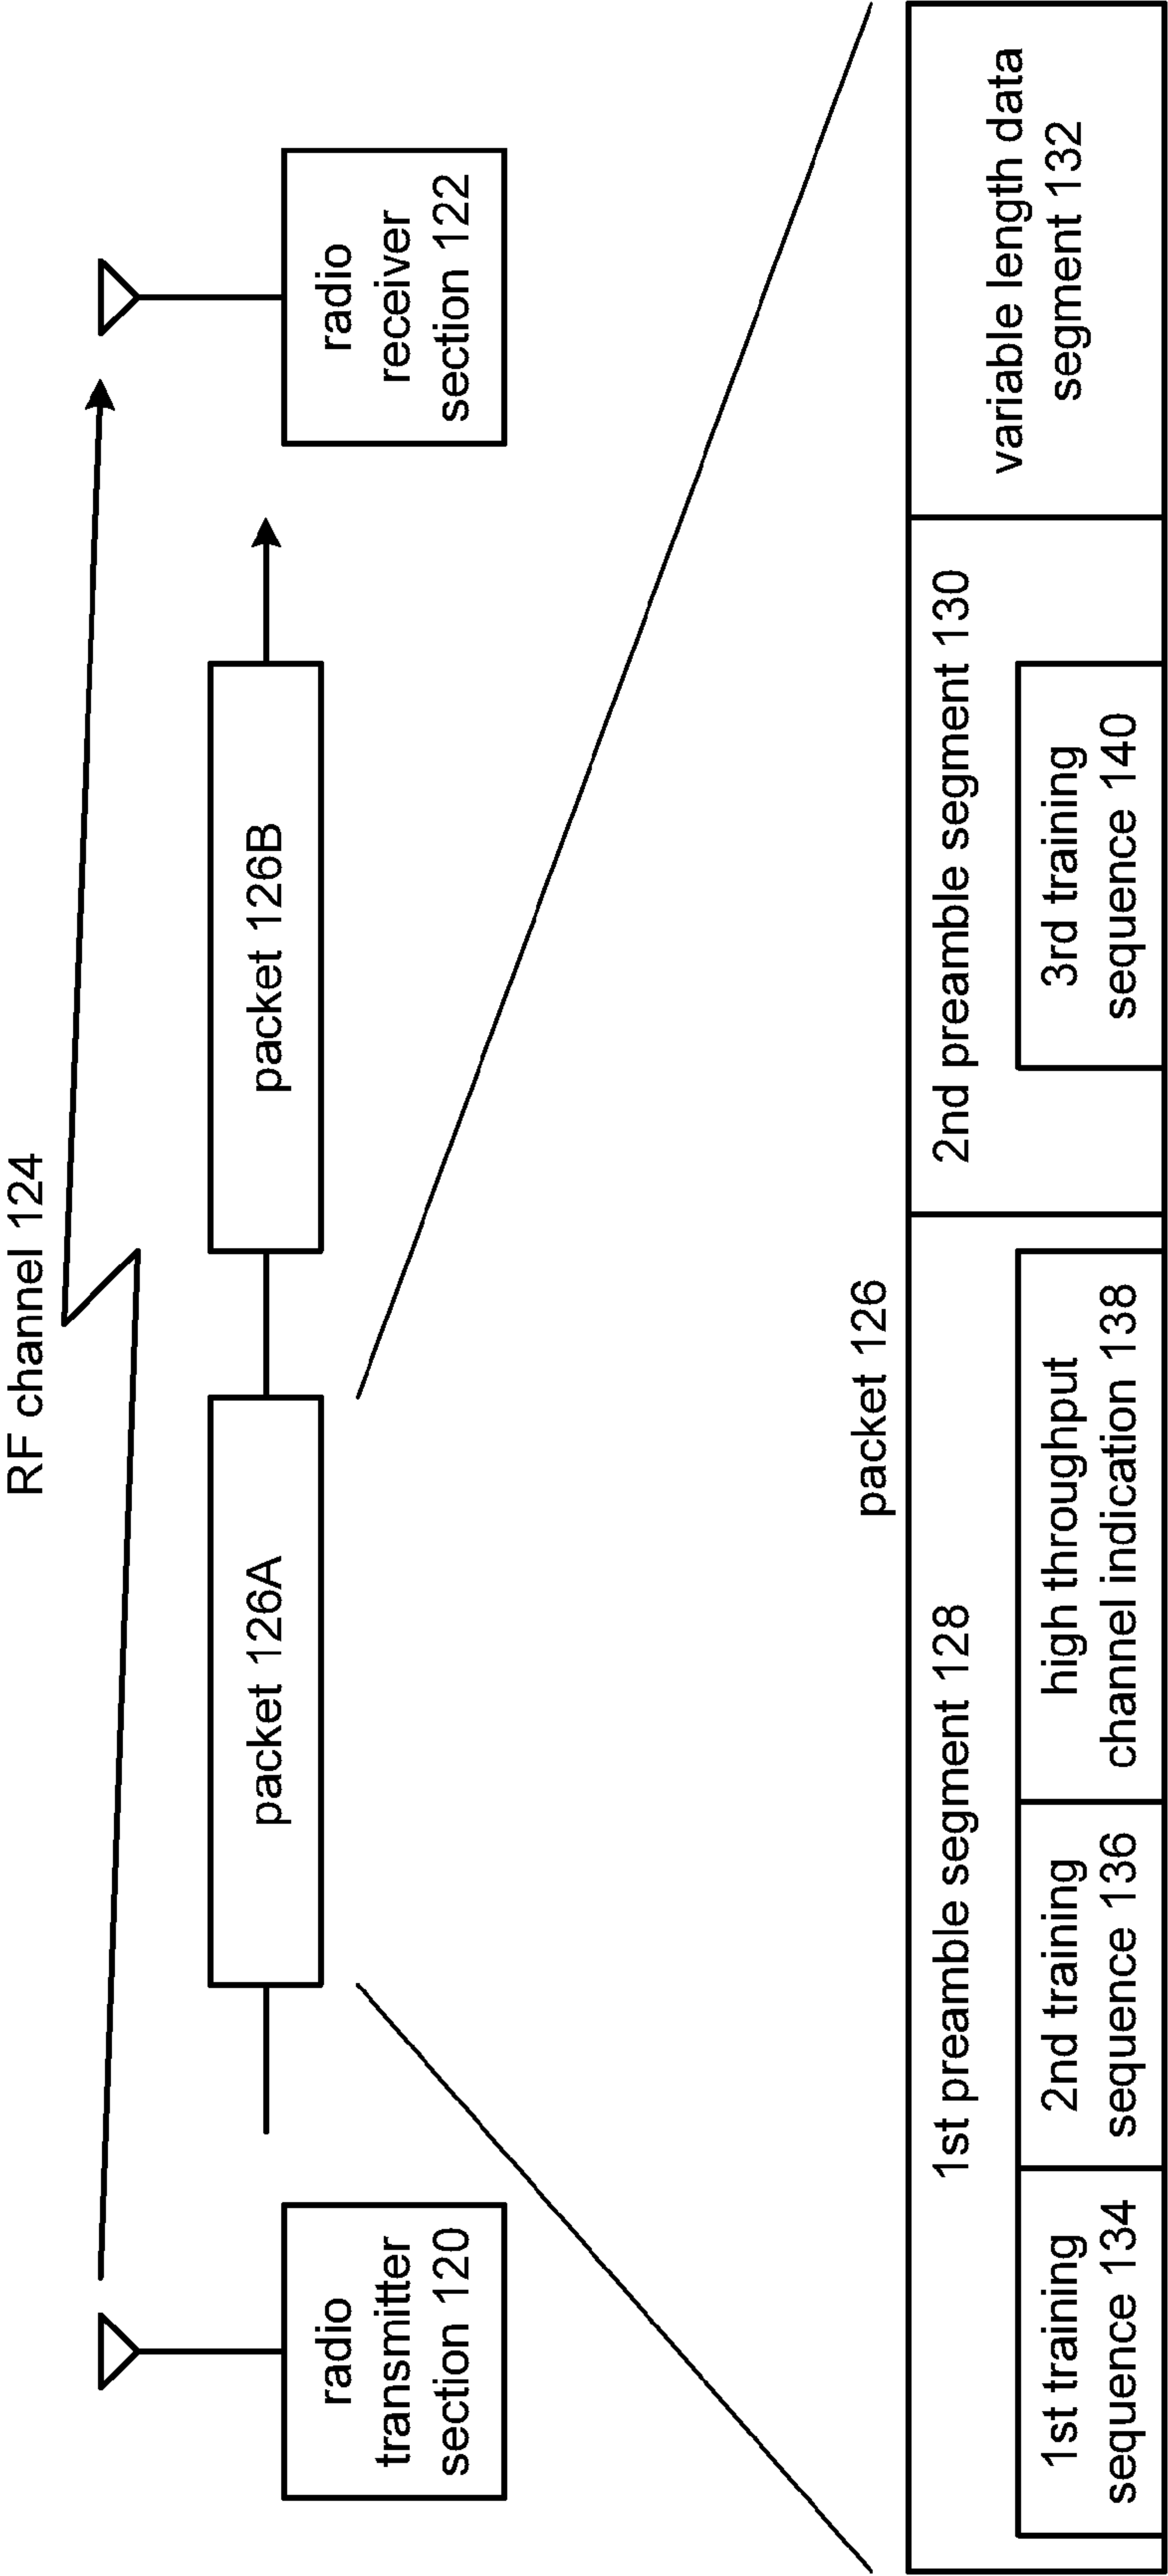 RF channel 124
radio
transmitter
section 120
packet 126A
packet 126B
radio
receiver
section 122
packet 126
1st preamble segment 128
2nd preamble segment 130
variable length data
segment 132
1st training
sequence 134
2nd training
sequence 136
high throughput
channel indication 138
3rd training
sequence 140